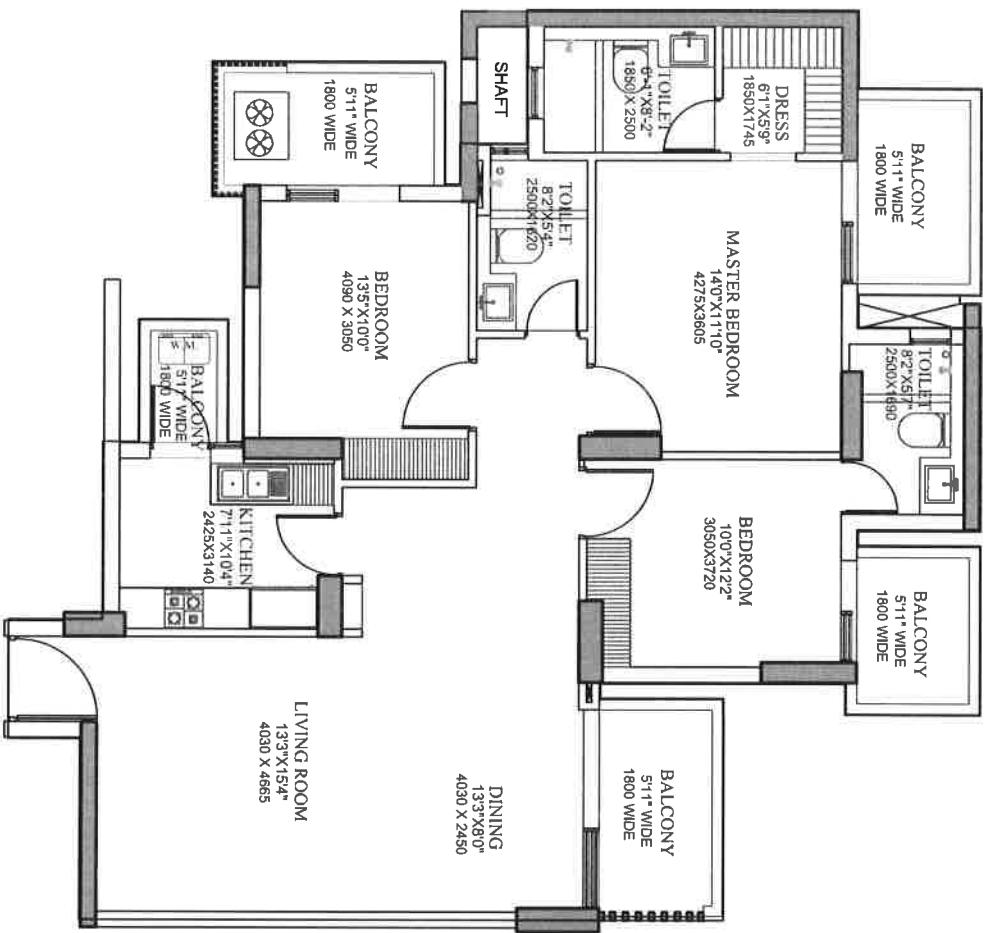 SHAFT
TOILET
6'-1"X8'-2"
1850 X 2500
DRESS
6'1"X5'9"
1850X1745
BALCONY
5'11" WIDE
1800 WIDE
BALCONY
5'11" WIDE
1800 WIDE
TOILET
8'2"X5'4"
2500X1620
MASTER BEDROOM
14'0"X11'10"
4275X3605
BEDROOM
13'5"X10'0"
4090 X 3050
TOILET
8'2"X5'7"
2500X1690
W.M.
BALCONY
5'11" WIDE
1800 WIDE
KITCHEN
7'11"X10'4"
2425X3140
BEDROOM
10'0"X12'2"
3050X3720
BALCONY
5'11" WIDE
1800 WIDE
LIVING ROOM
13'3"X15'4"
4030 X 4665
DINING
13'3"X8'0"
4030 X 2450
BALCONY
5'11" WIDE
1800 WIDE